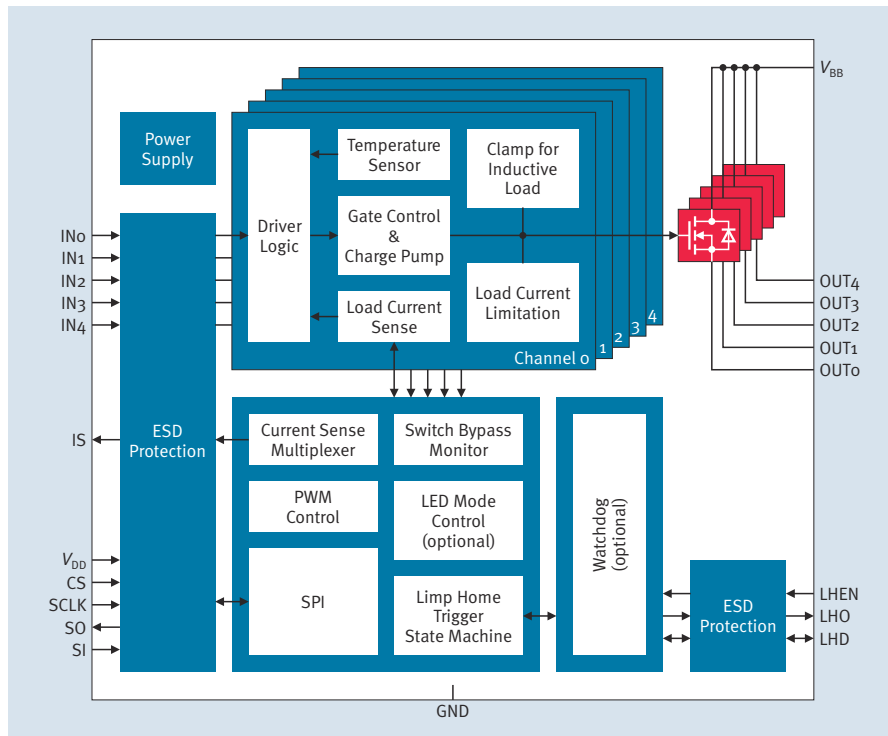 Power
Supply
Driver
Logic
Temperature
Sensor
Gate Control
&
Charge Pump
Load Current
Sense
Clamp for
Inductive
Load
Load Current
Limitation
Channel 0
1
2
3
4
VBB
IN0
IN1
IN2
IN3
IN4
OUT4
OUT3
OUT2
OUT1
OUT0
ESD
Protection
IS
VDD
CS
SCLK
SO
SI
Current Sense
Multiplexer
Switch Bypass
Monitor
PWM
Control
LED Mode
Control
(optional)
SPI
Limp Home
Trigger
State Machine
Watchdog
(optional)
ESD
Protection
LHEN
LHO
LHD
GND